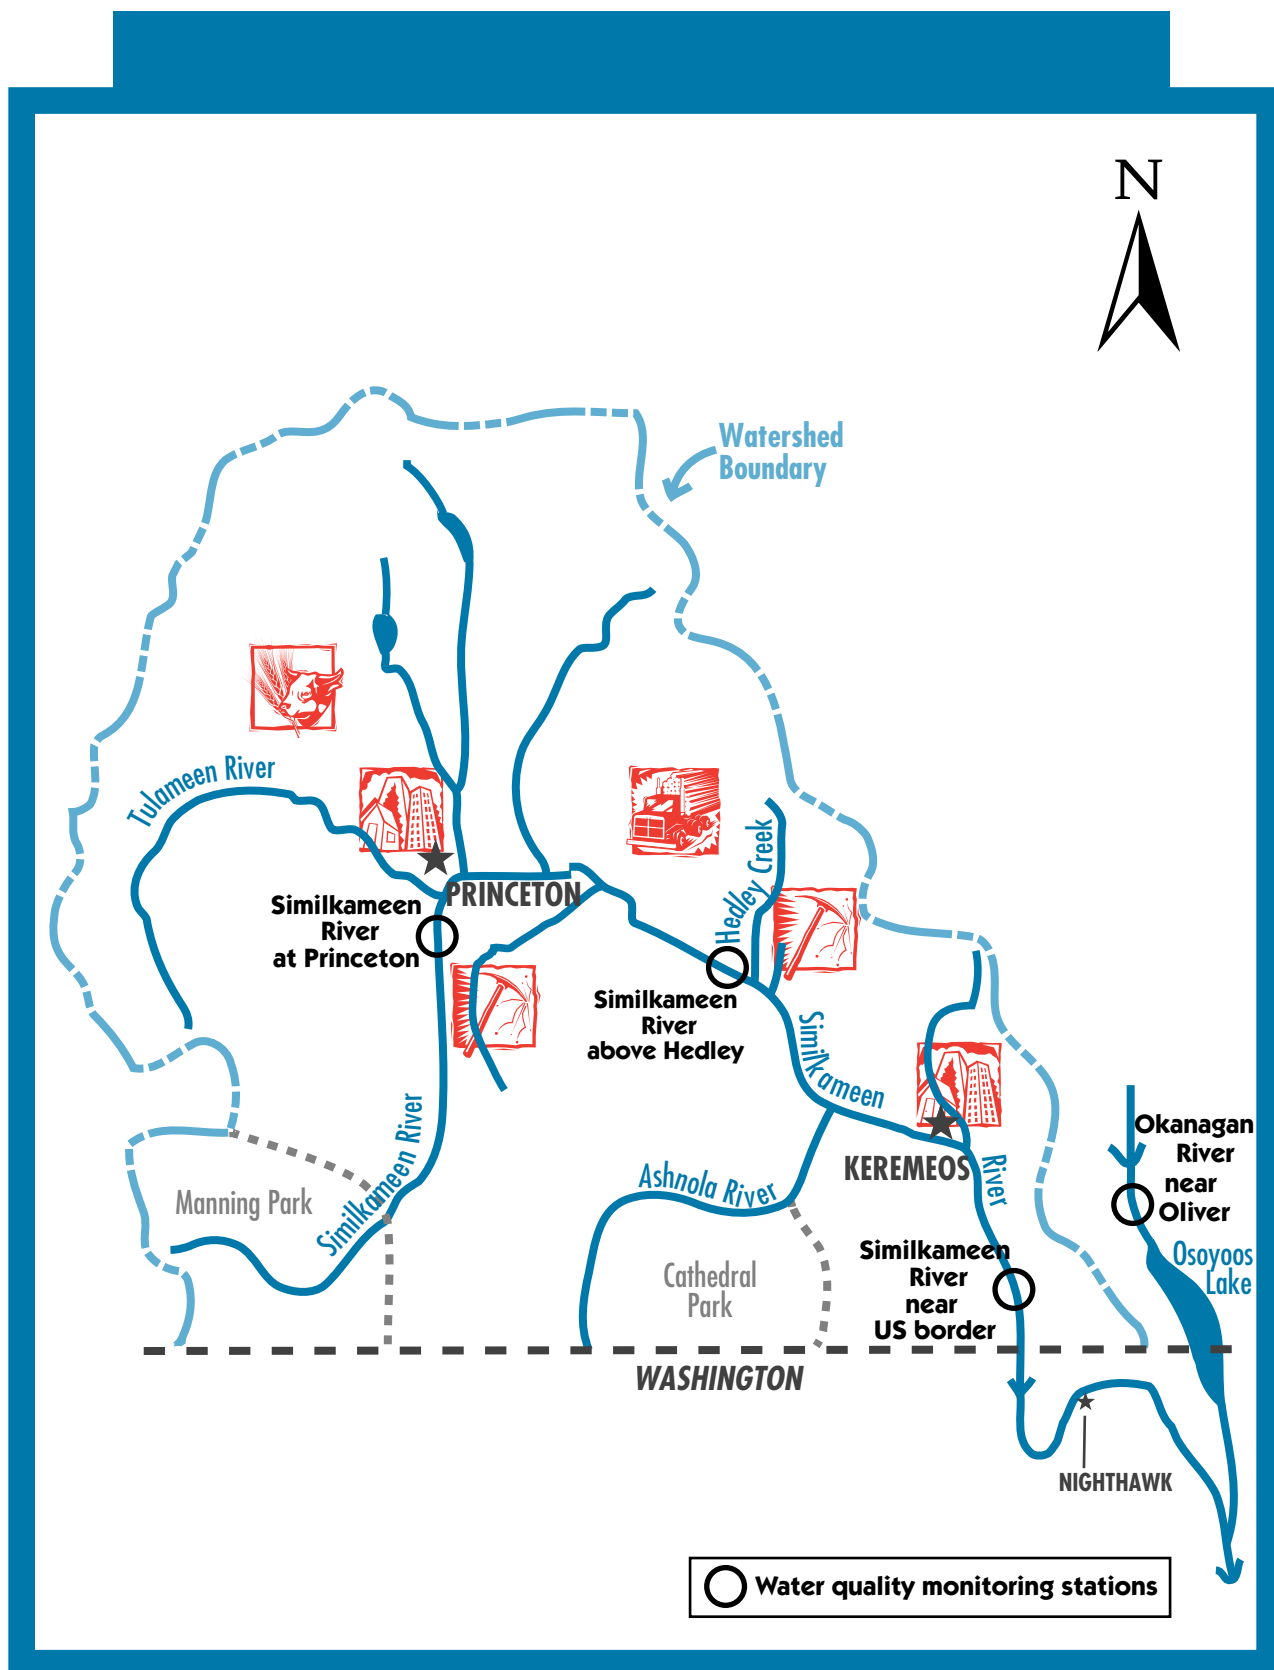 N
Watershed
Boundary
Tulameen River
Hedley Creek
PRINCETON
Similkameen
River
at Princeton
Similkameen
River
above Hedley
Similkameen
River
Similkameen River
Manning Park
Ashnola River
KEREMEOS
Okanagan
River
near
Oliver
Osoyoos
Lake
Cathedral
Park
Similkameen
River
near
US border
WASHINGTON
NIGHTHAWK
Water quality monitoring stations